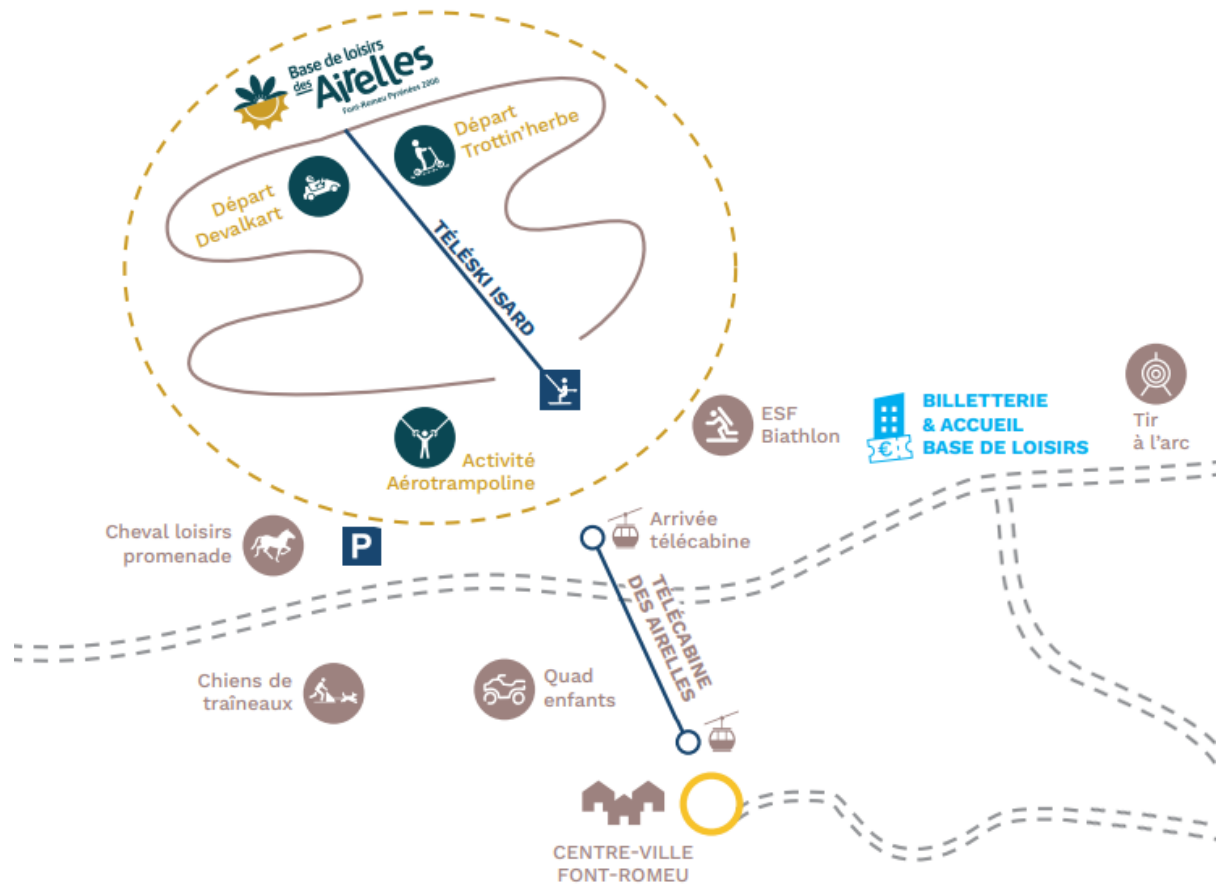 Base de loisirs
des Airelles
Font-Romeu Pyrénées 2000
Départ
Trottin'herbe
Départ
Devalkart
TÉLÉSKI ISARD
Activité
Aérotrampoline
ESF
Biathlon
BILLETTERIE
& ACCUEIL
BASE DE LOISIRS
€
Tir
à l'arc
Cheval loisirs
promenade
P
Arrivée
télécabine
TÉLÉCABINE
DES AIRELLES
Chiens de
traîneaux
Quad
enfants
CENTRE-VILLE
FONT-ROMEU